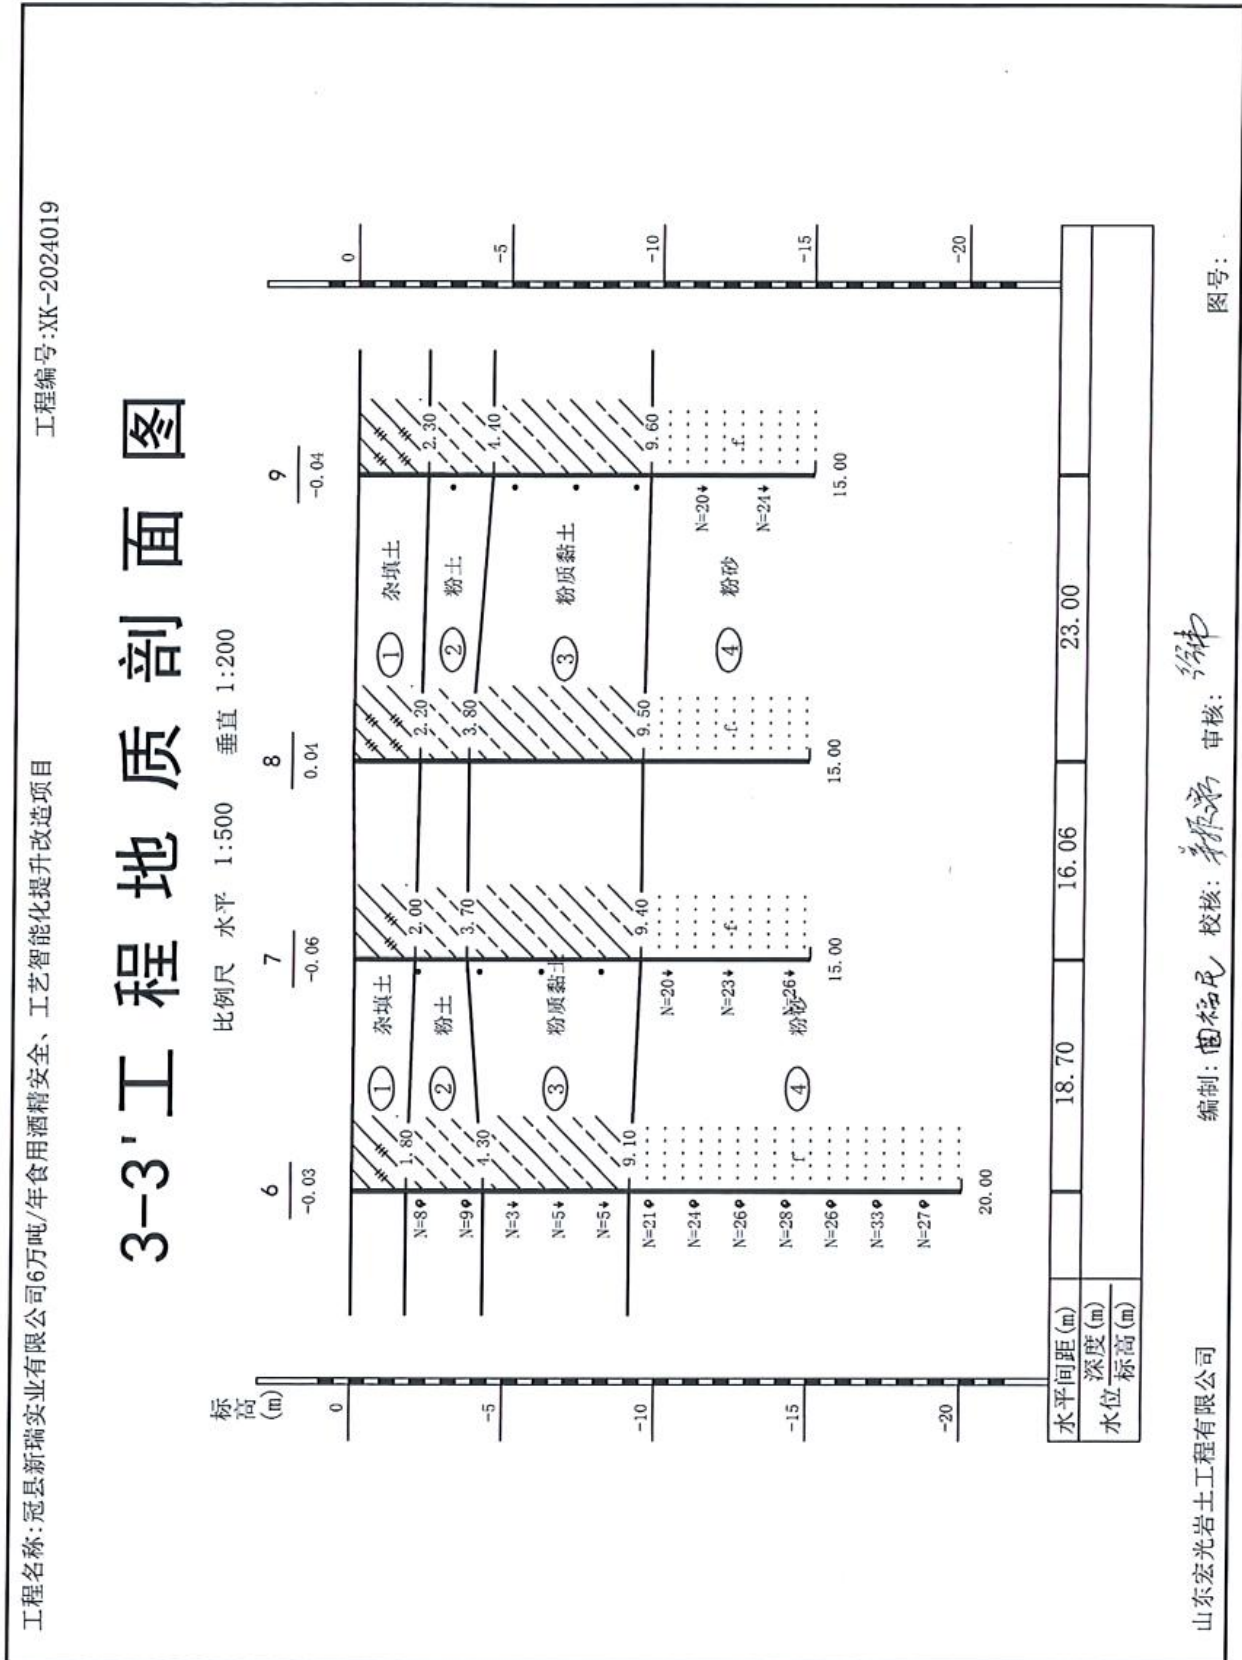 工程名称:冠县新瑞实业有限公司6万吨/年食用酒精安全、工艺智能化提升改造项目 工程编号:XK-2024019
3-3'工程地质剖面图
比例尺 水平 1:500 垂直 1:200
标高(m)
6 7 8 9
-0.03 -0.06 0.04 -0.04
0 0
-5 -5
-10 -10
-15 -15
-20 -20
① 杂填土 ① 杂填土
② 粉土 ② 粉土
③ 粉质黏土 ③ 粉质黏土
④ 粉砂 ④ 粉砂
1.80 2.00 2.20 2.30
4.30 3.70 3.80 4.40
9.10 9.40 9.50 9.60
f f f f
20.00 15.00 15.00 15.00
N=8
N=9
N=3
N=5
N=5
N=21
N=24
N=26
N=28
N=26
N=33
N=27
N=20
N=23
N=26
N=20
N=24
水平间距(m) 18.70 16.06 23.00
水位 深度(m)
标高(m)
山东宏光岩土工程有限公司 编制: 校核: 审核: 图号: